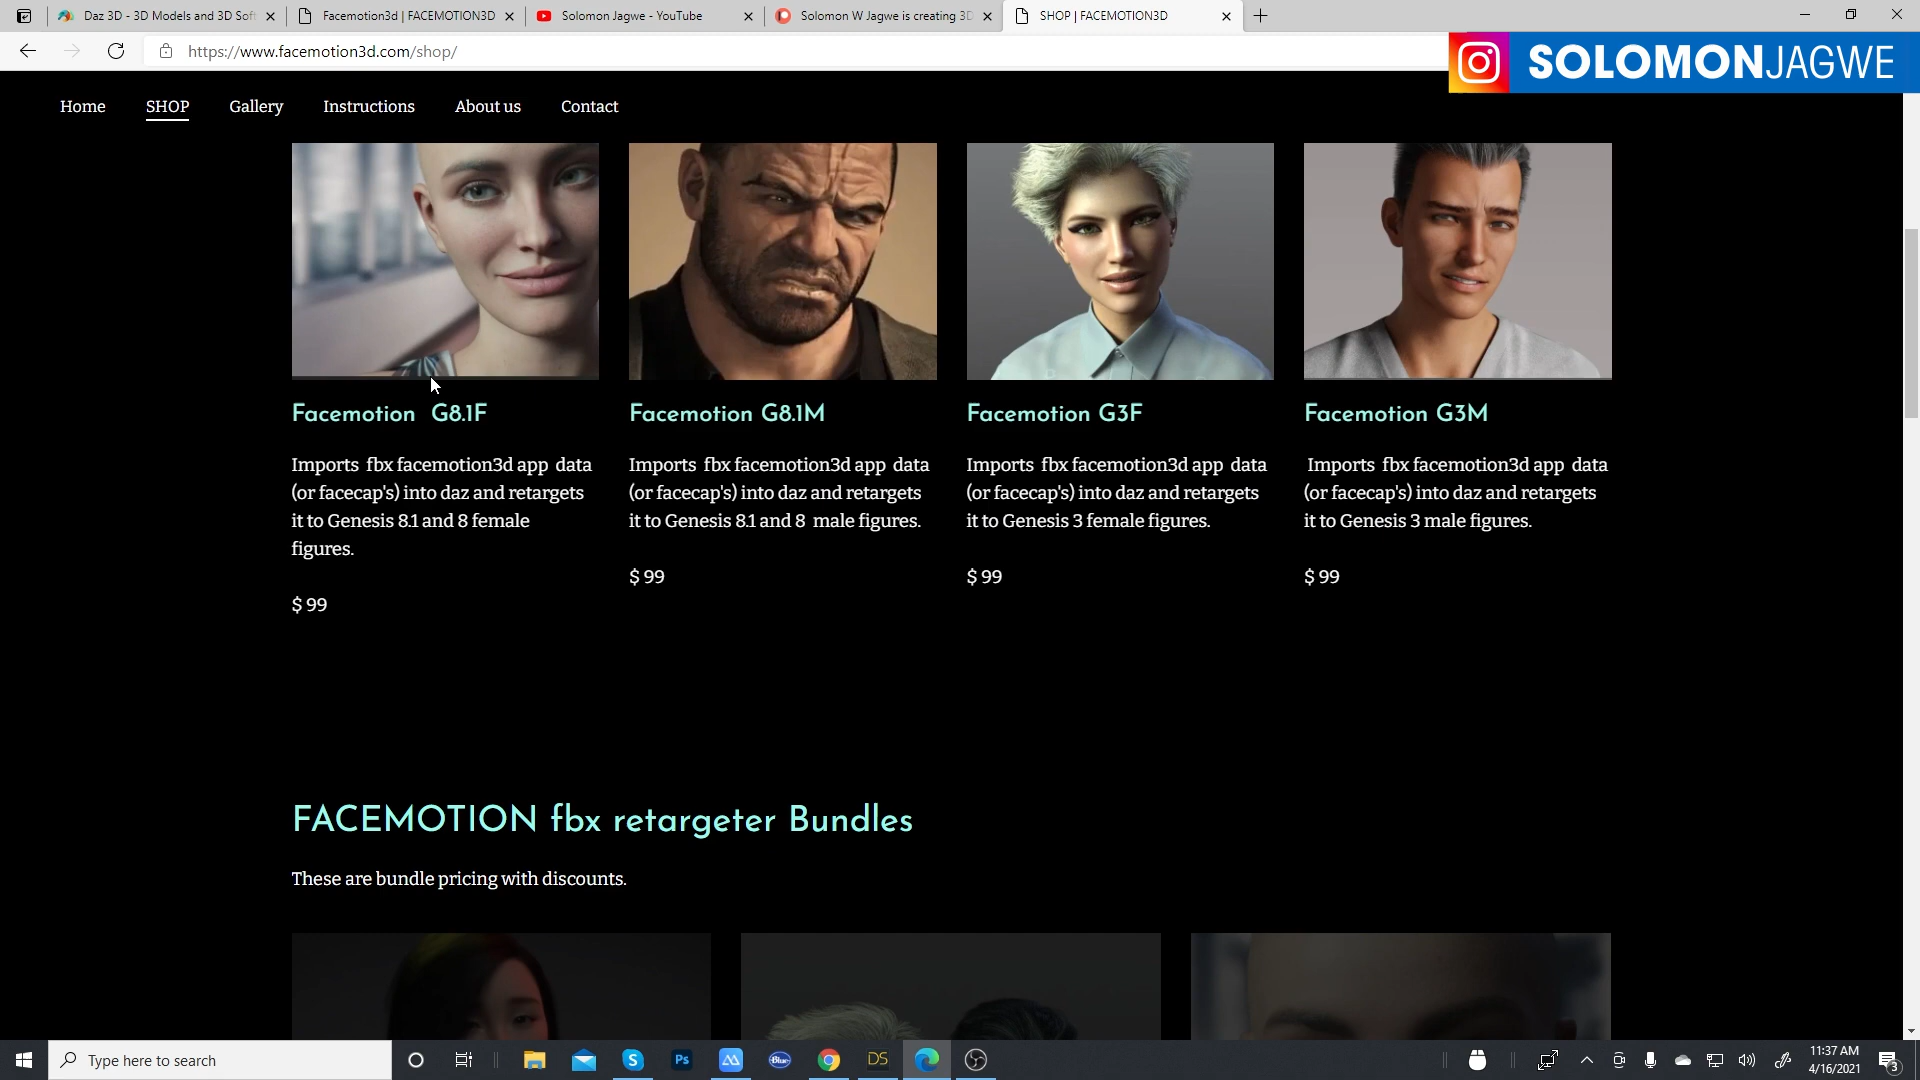 Daz 3D - 3D Models and 3D Soft
Facemotion3d | FACEMOTION3D
Solomon Jagwe - YouTube
Solomon W Jagwe is creating 3D
SHOP | FACEMOTION3D
https://www.facemotion3d.com/shop/
SOLOMONJAGWE
Home
SHOP
Gallery
Instructions
About us
Contact
Facemotion G8.1F
Imports fbx facemotion3d app data
(or facecap's) into daz and retargets
it to Genesis 8.1 and 8 female
figures.
$ 99
Facemotion G8.1M
Imports fbx facemotion3d app data
(or facecap's) into daz and retargets
it to Genesis 8.1 and 8 male figures.
$ 99
Facemotion G3F
Imports fbx facemotion3d app data
(or facecap's) into daz and retargets
it to Genesis 3 female figures.
$ 99
Facemotion G3M
Imports fbx facemotion3d app data
(or facecap's) into daz and retargets
it to Genesis 3 male figures.
$ 99
FACEMOTION fbx retargeter Bundles
These are bundle pricing with discounts.
Type here to search
S
Ps
Blue
DS
11:37 AM
4/16/2021
3